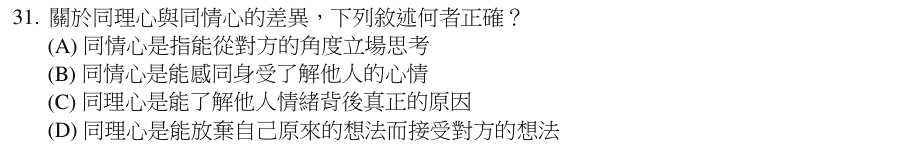 31. 關於同理心與同情心的差異，下列敘述何者正確？
(A) 同情心是指能從對方的角度立場思考
(B) 同情心是能感同身受了解他人的心情
(C) 同理心是能了解他人情緒背後真正的原因
(D) 同理心是能放棄自己原來的想法而接受對方的想法